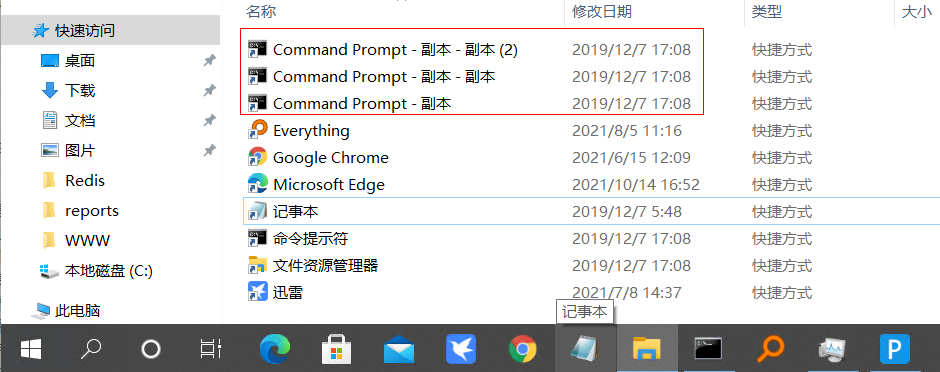 名称 修改日期 类型 大小
快速访问
桌面
下载
文档
图片
Redis
reports
WWW
本地磁盘 (C:)
此电脑
Command Prompt - 副本 - 副本 (2) 2019/12/7 17:08 快捷方式
Command Prompt - 副本 - 副本 2019/12/7 17:08 快捷方式
Command Prompt - 副本 2019/12/7 17:08 快捷方式
Everything 2021/8/5 11:16 快捷方式
Google Chrome 2021/6/15 12:09 快捷方式
Microsoft Edge 2021/10/14 16:52 快捷方式
记事本 2019/12/7 5:48 快捷方式
命令提示符 2019/12/7 17:08 快捷方式
文件资源管理器 2019/12/7 17:08 快捷方式
迅雷 2021/7/8 14:37 快捷方式
记事本
P